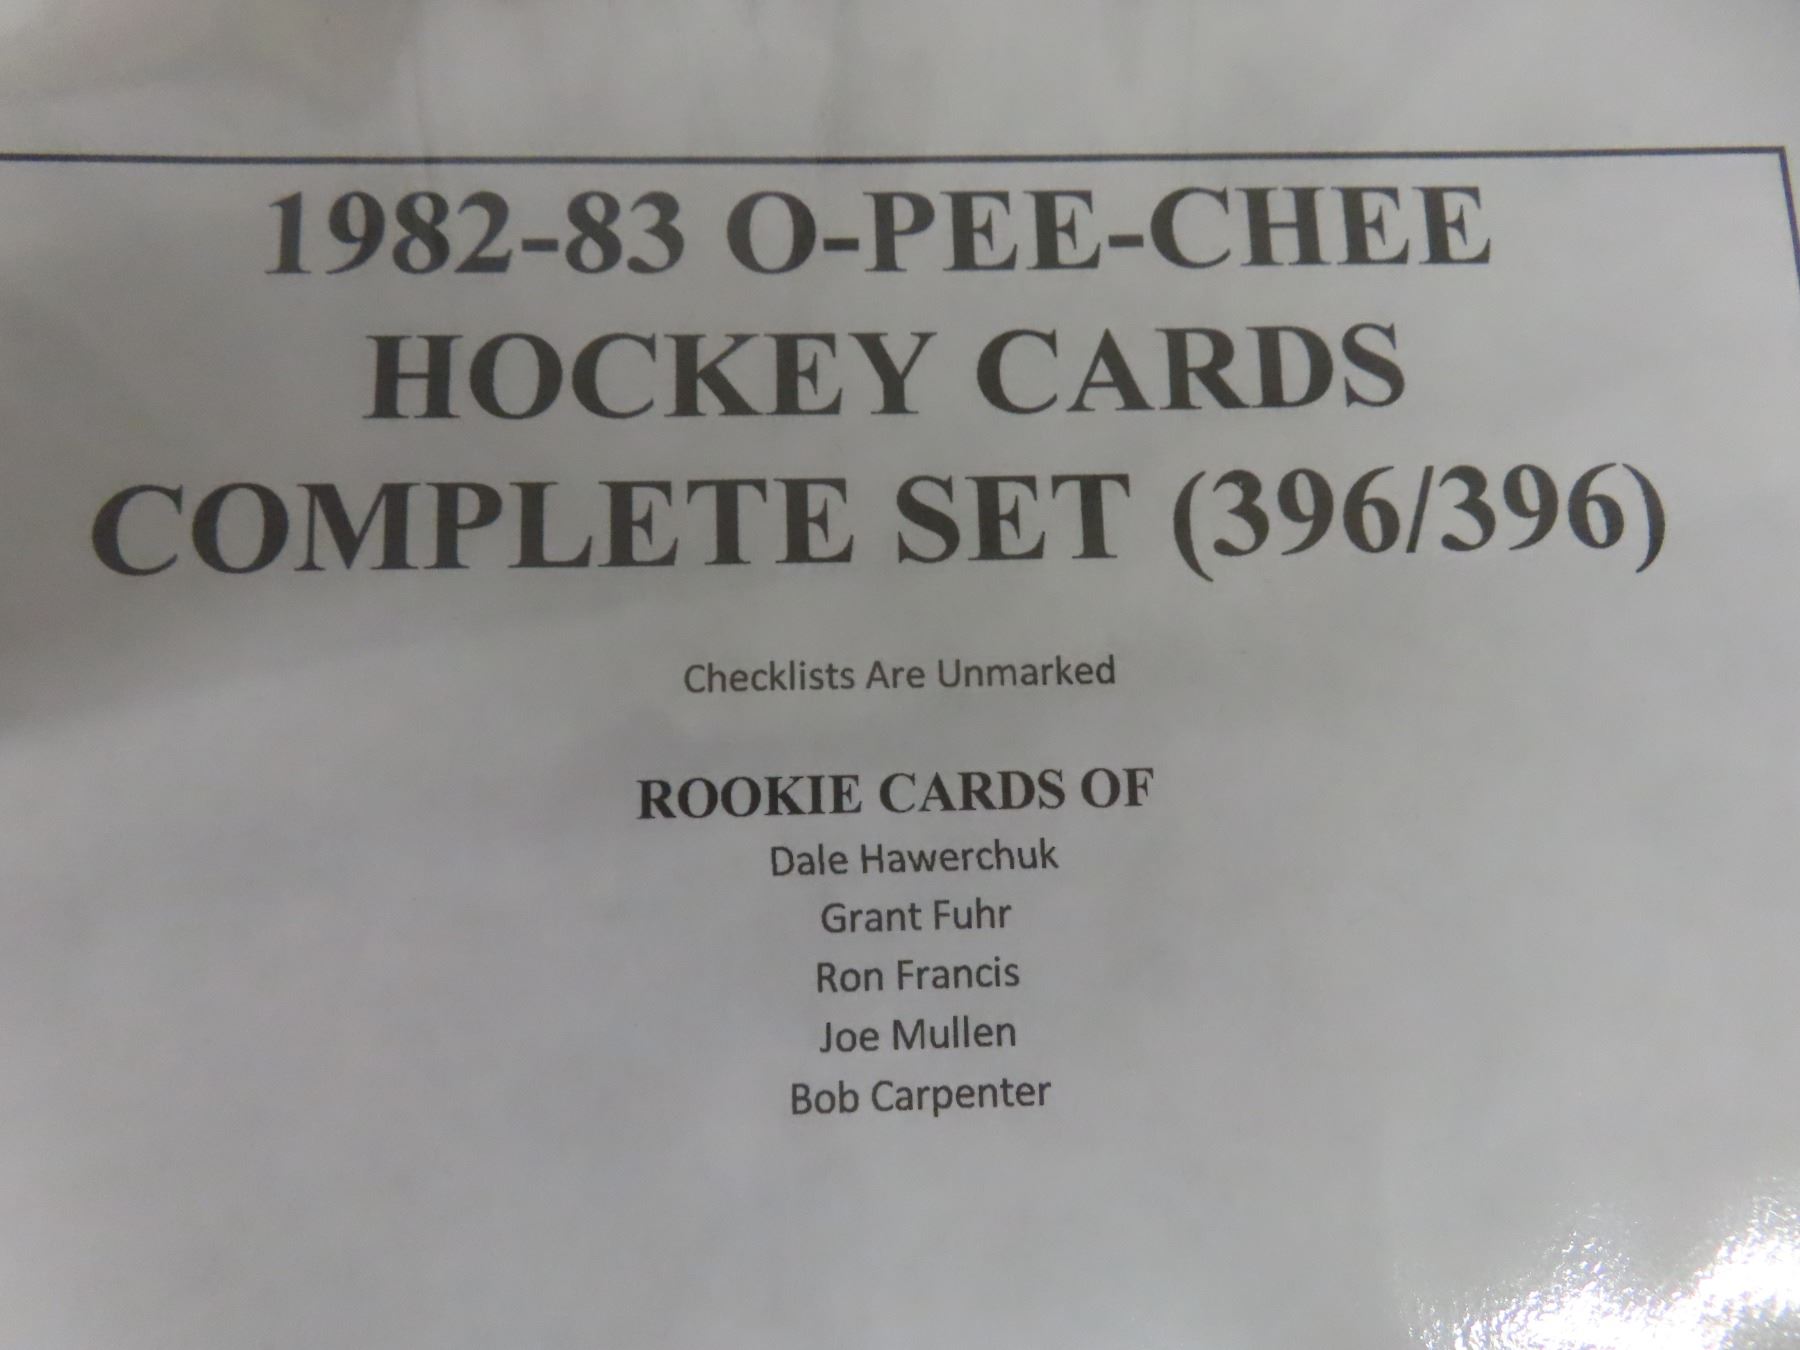 1982-83 O-PEE-CHEE
HOCKEY CARDS
COMPLETE SET (396/396)
Checklists Are Unmarked
ROOKIE CARDS OF
Dale Hawerchuk
Grant Fuhr
Ron Francis
Joe Mullen
Bob Carpenter